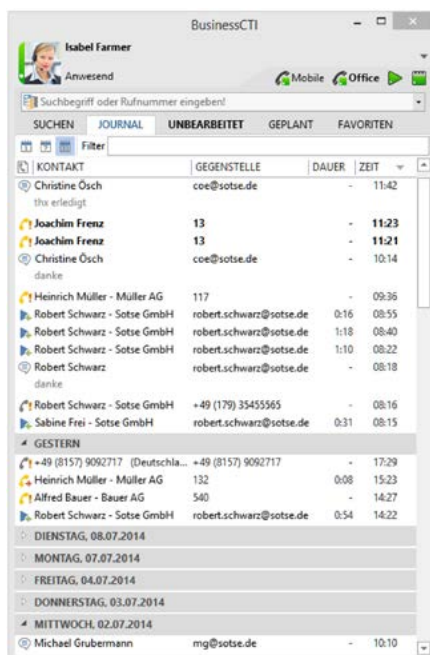 BusinessCTI
Isabel Farmer
Anwesend
Mobile Office
Suchbegriff oder Rufnummer eingeben!
SUCHEN JOURNAL UNBEARBEITET GEPLANT FAVORITEN
Filter
KONTAKT GEGENSTELLE DAUER ZEIT
Christine Ösch coe@sotse.de - 11:42
thx erledigt
Joachim Frenz 13 - 11:23
Joachim Frenz 13 - 11:21
Christine Ösch coe@sotse.de - 10:14
danke
Heinrich Müller - Müller AG 117 - 09:36
Robert Schwarz - Sotse GmbH robert.schwarz@sotse.de 0:16 08:55
Robert Schwarz - Sotse GmbH robert.schwarz@sotse.de 1:18 08:40
Robert Schwarz - Sotse GmbH robert.schwarz@sotse.de 1:10 08:22
Robert Schwarz robert.schwarz@sotse.de - 08:18
danke
Robert Schwarz - Sotse GmbH +49 (179) 35455565 - 08:16
Sabine Frei - Sotse GmbH robert.schwarz@sotse.de 0:31 08:15
GESTERN
+49 (8157) 9092717 (Deutschla... +49 (8157) 9092717 - 17:29
Heinrich Müller - Müller AG 132 0:08 15:23
Alfred Bauer - Bauer AG 540 - 14:27
Robert Schwarz - Sotse GmbH robert.schwarz@sotse.de 0:54 14:22
DIENSTAG, 08.07.2014
MONTAG, 07.07.2014
FREITAG, 04.07.2014
DONNERSTAG, 03.07.2014
MITTWOCH, 02.07.2014
Michael Grubermann mg@sotse.de - 10:10